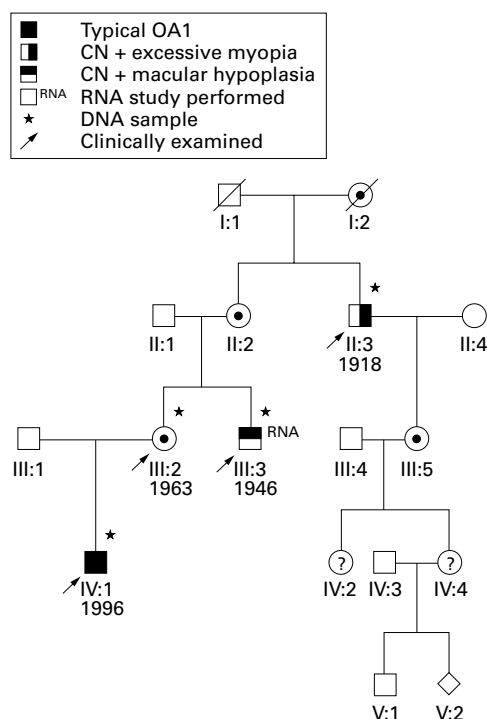 Typical OA1
CN + excessive myopia
CN + macular hypoplasia
RNA RNA study performed
DNA sample
Clinically examined
I:1 I:2
II:1 II:2 II:3 II:4
1918
RNA
III:1 III:2 III:3 III:4 III:5
1963 1946
? ?
IV:1 IV:2 IV:3 IV:4
1996
V:1 V:2